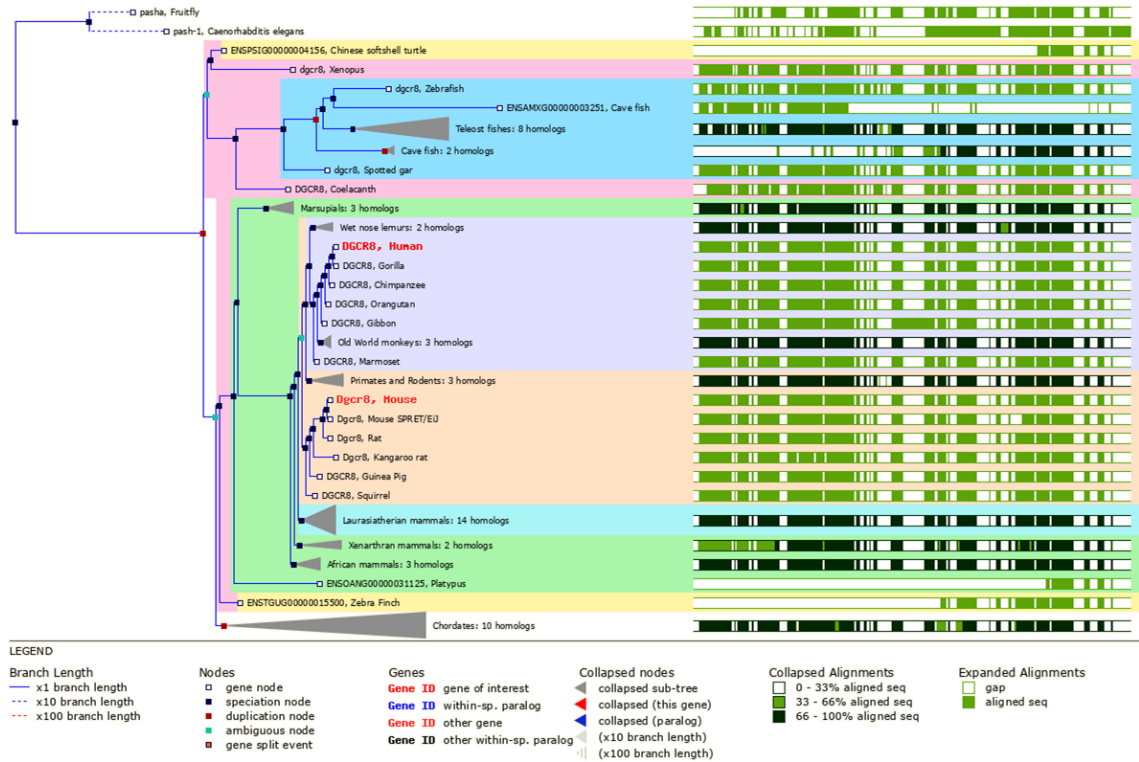 pasha, Fruitfly
pash-1, Caenorhabditis elegans
ENSPSIG00000004156, Chinese softshell turtle
dgcr8, Xenopus
dgcr8, Zebrafish
ENSAMXG00000003251, Cave fish
Teleost fishes: 8 homologs
Cave fish: 2 homologs
dgcr8, Spotted gar
DGCR8, Coelacanth
Marsupials: 3 homologs
Wet nose lemurs: 2 homologs
DGCR8, Human
DGCR8, Gorilla
DGCR8, Chimpanzee
DGCR8, Orangutan
DGCR8, Gibbon
Old World monkeys: 3 homologs
DGCR8, Marmoset
Primates and Rodents: 3 homologs
Dgcr8, Mouse
Dgcr8, Mouse SPRET/EiJ
Dgcr8, Rat
Dgcr8, Kangaroo rat
DGCR8, Guinea Pig
DGCR8, Squirrel
Laurasiatherian mammals: 14 homologs
Xenarthran mammals: 2 homologs
African mammals: 3 homologs
ENSOANG00000031125, Platypus
ENSTGUG00000015500, Zebra Finch
Chordates: 10 homologs
LEGEND
Branch Length
x1 branch length
x10 branch length
x100 branch length
Nodes
gene node
speciation node
duplication node
ambiguous node
gene split event
Genes
Gene ID gene of interest
Gene ID within-sp. paralog
Gene ID other gene
Gene ID other within-sp. paralog
Collapsed nodes
collapsed sub-tree
collapsed (this gene)
collapsed (paralog)
(x10 branch length)
(x100 branch length)
Collapsed Alignments
0 - 33% aligned seq
33 - 66% aligned seq
66 - 100% aligned seq
Expanded Alignments
gap
aligned seq